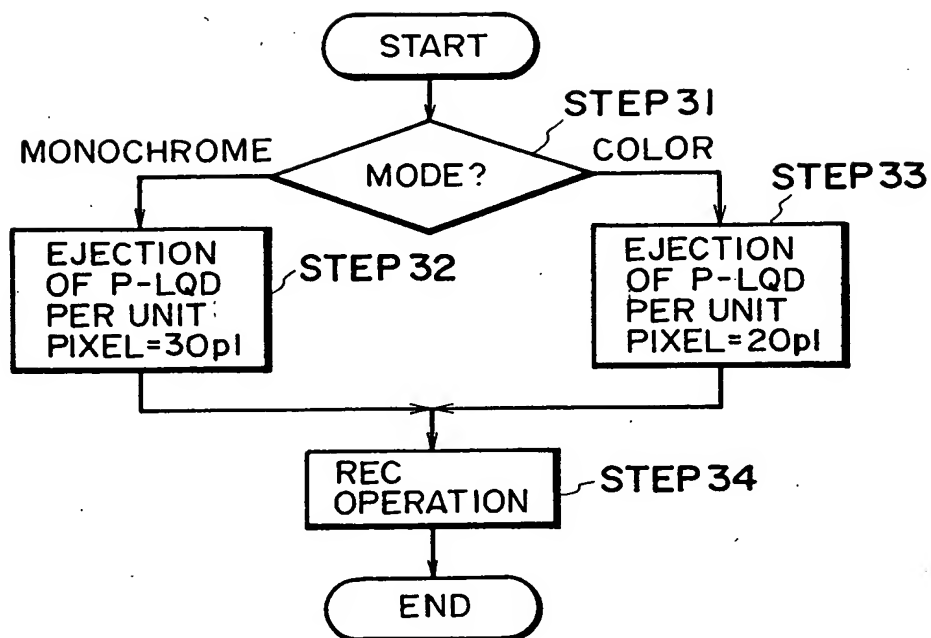 START
STEP 31
MONOCHROME
COLOR
MODE?
STEP 33
EJECTION
OF P-LQD
PER UNIT
PIXEL=30pl
STEP 32
EJECTION
OF P-LQD
PER UNIT
PIXEL=20pl
REC
OPERATION
STEP 34
END